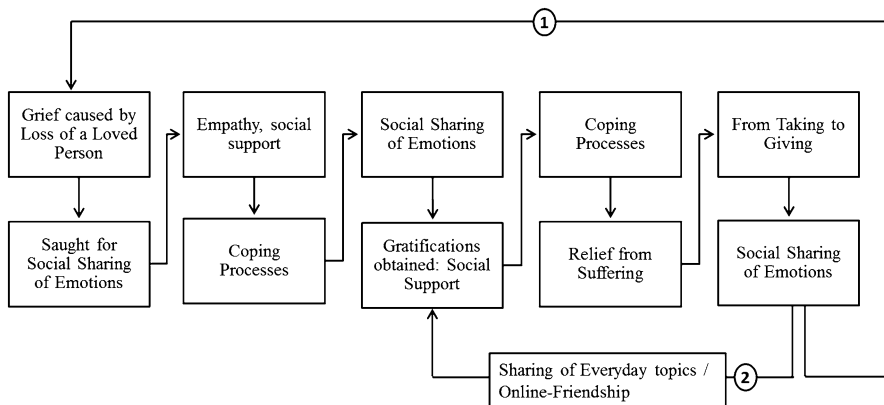 1
Grief caused by
Loss of a Loved
Person
Empathy, social
support
Social Sharing
of Emotions
Coping
Processes
From Taking to
Giving
Saught for
Social Sharing
of Emotions
Coping
Processes
Gratifications
obtained: Social
Support
Relief from
Suffering
Social Sharing
of Emotions
Sharing of Everyday topics /
Online-Friendship
2